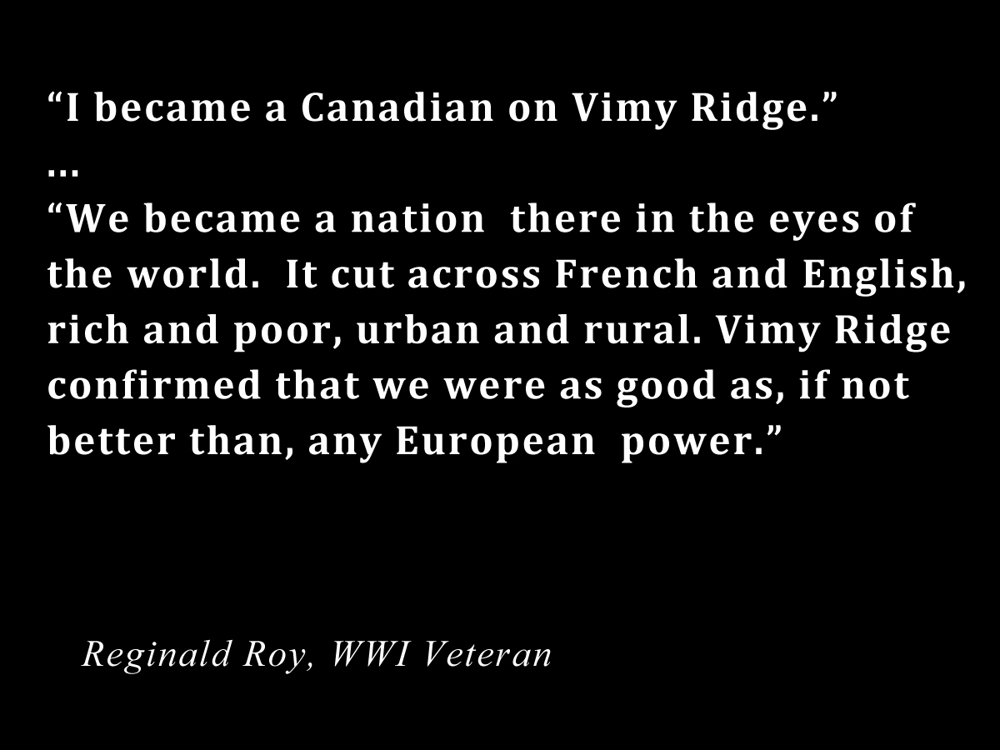 “I became a Canadian on Vimy Ridge.”
...
“We became a nation  there in the eyes of
the world.  It cut across French and English,
rich and poor, urban and rural. Vimy Ridge
confirmed that we were as good as, if not
better than, any European  power.”
Reginald Roy, WWI Veteran